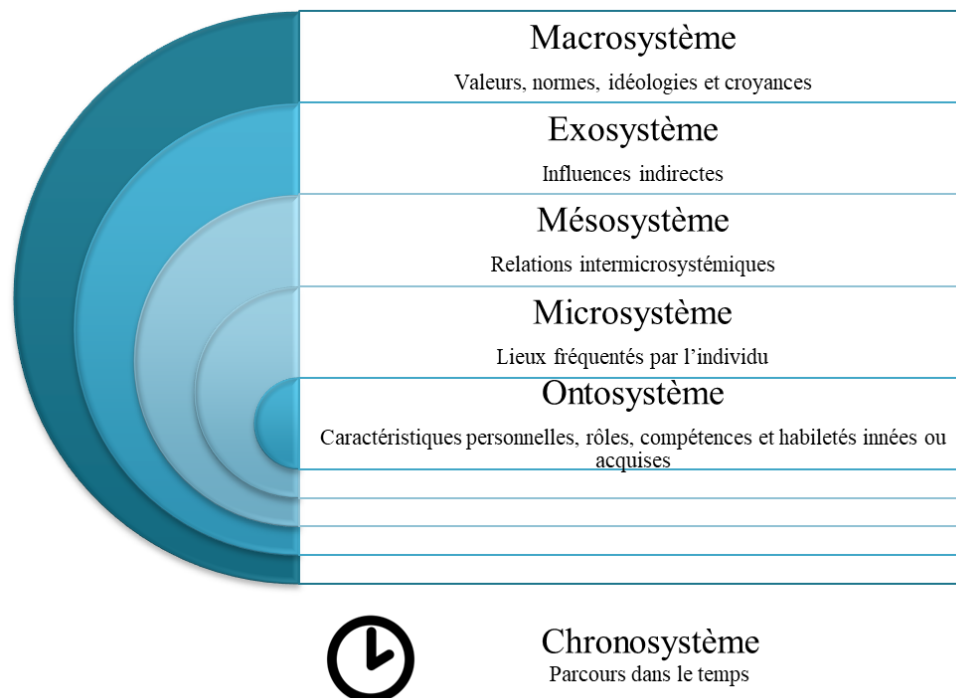 Macrosystème
Valeurs, normes, idéologies et croyances
Exosystème
Influences indirectes
Mésosystème
Relations intermicrosystémiques
Microsystème
Lieux fréquentés par l’individu
Ontosystème
Caractéristiques personnelles, rôles, compétences et habiletés innées ou
acquises
Chronosystème
Parcours dans le temps